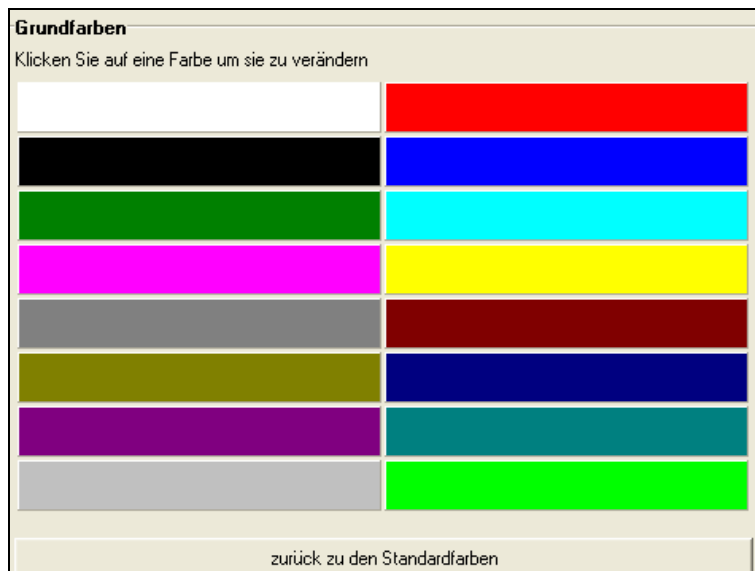 Grundfarben
Klicken Sie auf eine Farbe um sie zu verändern
zurück zu den Standardfarben